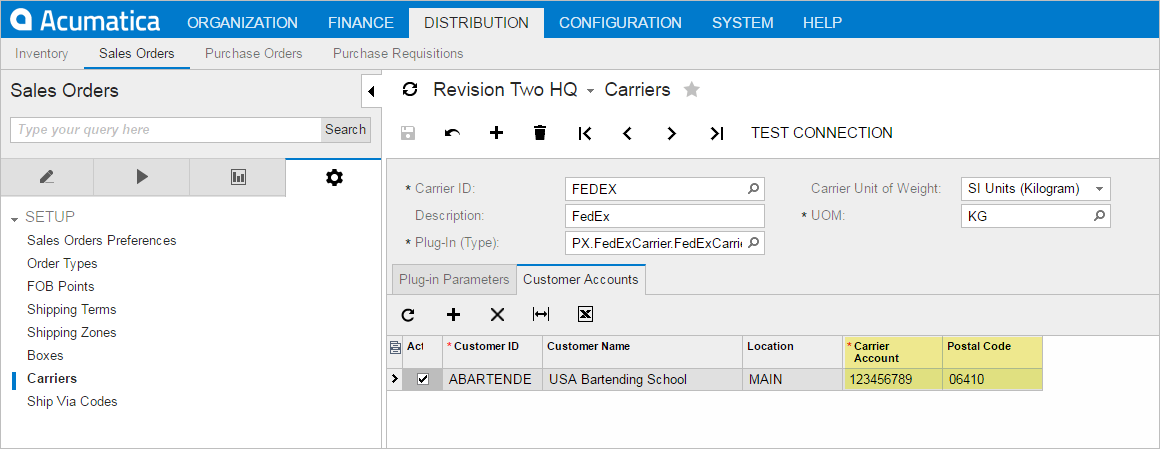 Acumatica ORGANIZATION FINANCE DISTRIBUTION CONFIGURATION SYSTEM HELP
Inventory Sales Orders Purchase Orders Purchase Requisitions
Sales Orders
Type your query here Search
SETUP
Sales Orders Preferences
Order Types
FOB Points
Shipping Terms
Shipping Zones
Boxes
Carriers
Ship Via Codes
Revision Two HQ Carriers
TEST CONNECTION
* Carrier ID: FEDEX Carrier Unit of Weight: SI Units (Kilogram)
Description: FedEx * UOM: KG
* Plug-In (Type): PX.FedExCarrier.FedExCarrie
Plug-in Parameters Customer Accounts
Act * Customer ID Customer Name Location * Carrier Account Postal Code
ABARTENDE USA Bartending School MAIN 123456789 06410